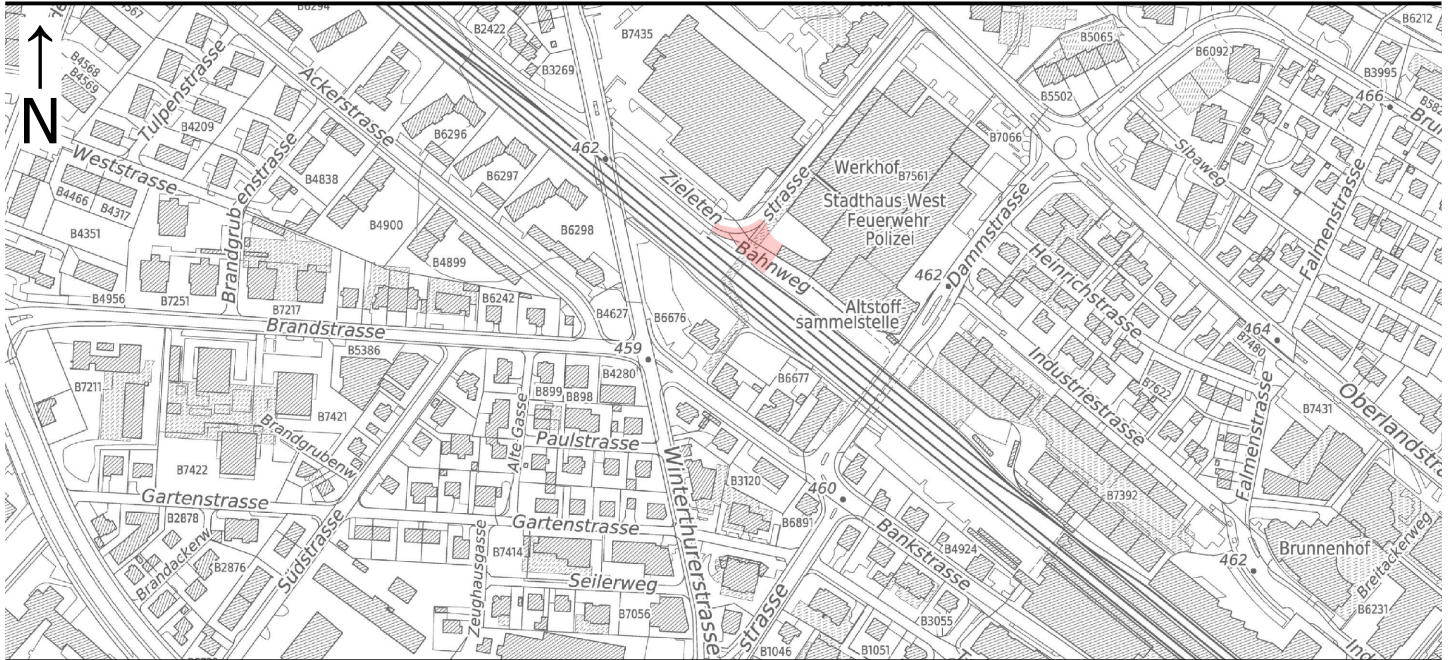 B6294
B2422
B7435
B3269
B5065
B6092
B6212
B3995
B5502
466
N
B4568
B4569
Tulpenstrasse
B4209
Ackerstrasse
B6296
462
B7066
Weststrasse
B4838
B6297
Zieleten
strasse
Werkhof
B7561
Stadthaus West
Feuerwehr
Polizei
Sibaweg
Falmenstrasse
B4466
B4317
B4351
Brandgrubenstrasse
B4900
B4899
B6298
Bahnweg
462
Dammstrasse
Heinrichstrasse
B4956
B7251
B7217
B6242
B4627
B6676
Altstoff-
sammelstelle
Brandstrasse
464
B7480
B5386
459
B4280
B6677
Industriestrasse
B7622
B7211
B7421
B899
B898
Alte Gasse
Falmenstrasse
B7431
Oberlandstra
Brandgrubenw
Paulstrasse
B7422
Winterthurerstrasse
B3120
460
B7392
Gartenstrasse
B2878
Gartenstrasse
B6891
Bankstrasse
B4924
Brunnenhof
Brandackerw
B2876
Südstrasse
Zeughausgasse
B7414
Seilerweg
462
Breitackerweg
B7056
strasse
B3055
B6231
B1046
B1051